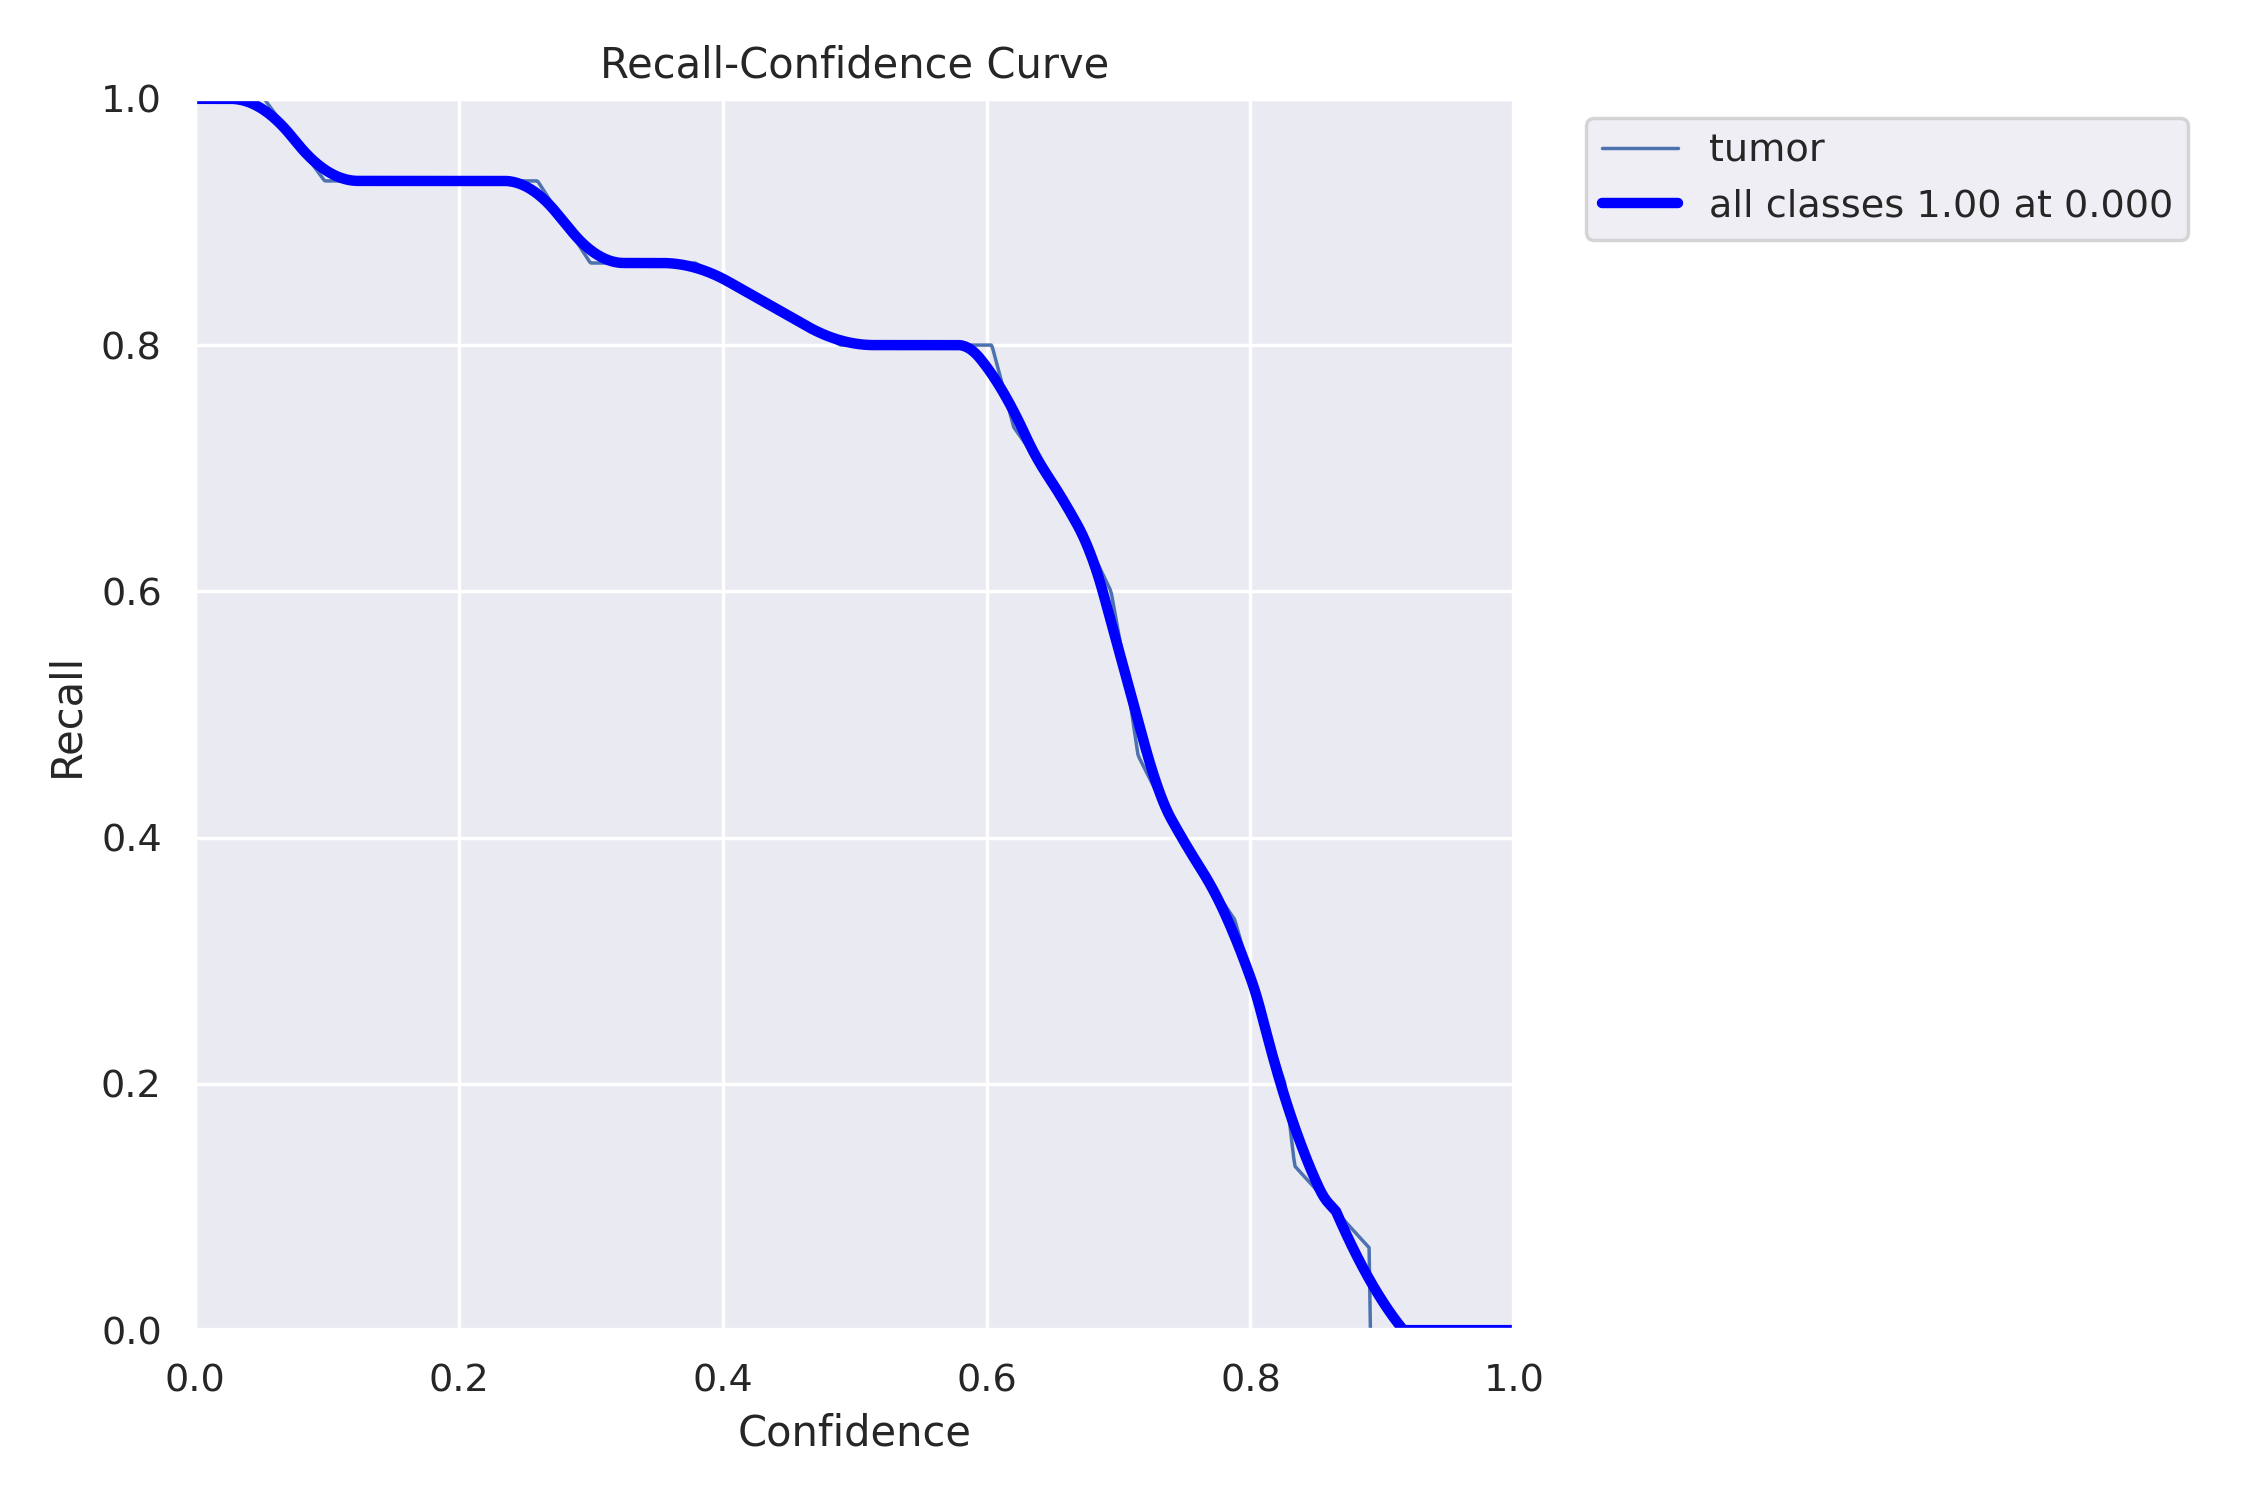 Recall-Confidence Curve
1.0
0.8
0.6
0.4
0.2
0.0
Recall
0.0 0.2 0.4 0.6 0.8 1.0
Confidence
tumor
all classes 1.00 at 0.000